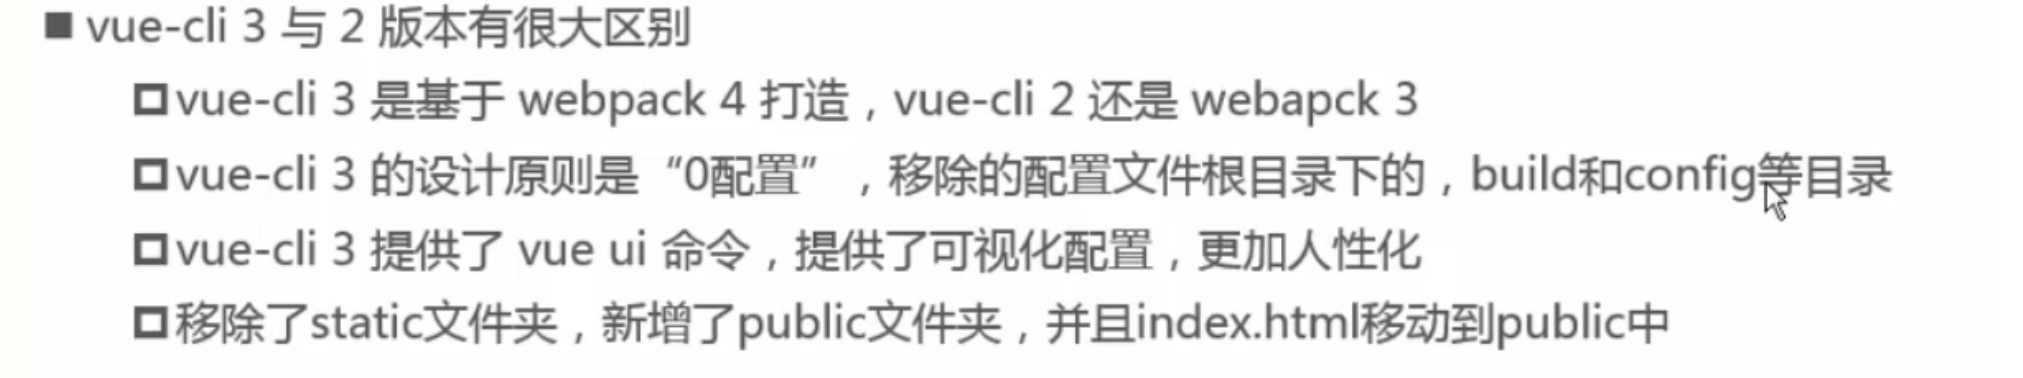 ■ vue-cli 3 与 2 版本有很大区别
vue-cli 3 是基于 webpack 4 打造，vue-cli 2 还是 webapck 3
vue-cli 3 的设计原则是“0配置”，移除的配置文件根目录下的，build和config等目录
vue-cli 3 提供了 vue ui 命令，提供了可视化配置，更加人性化
移除了static文件夹，新增了public文件夹，并且index.html移动到public中